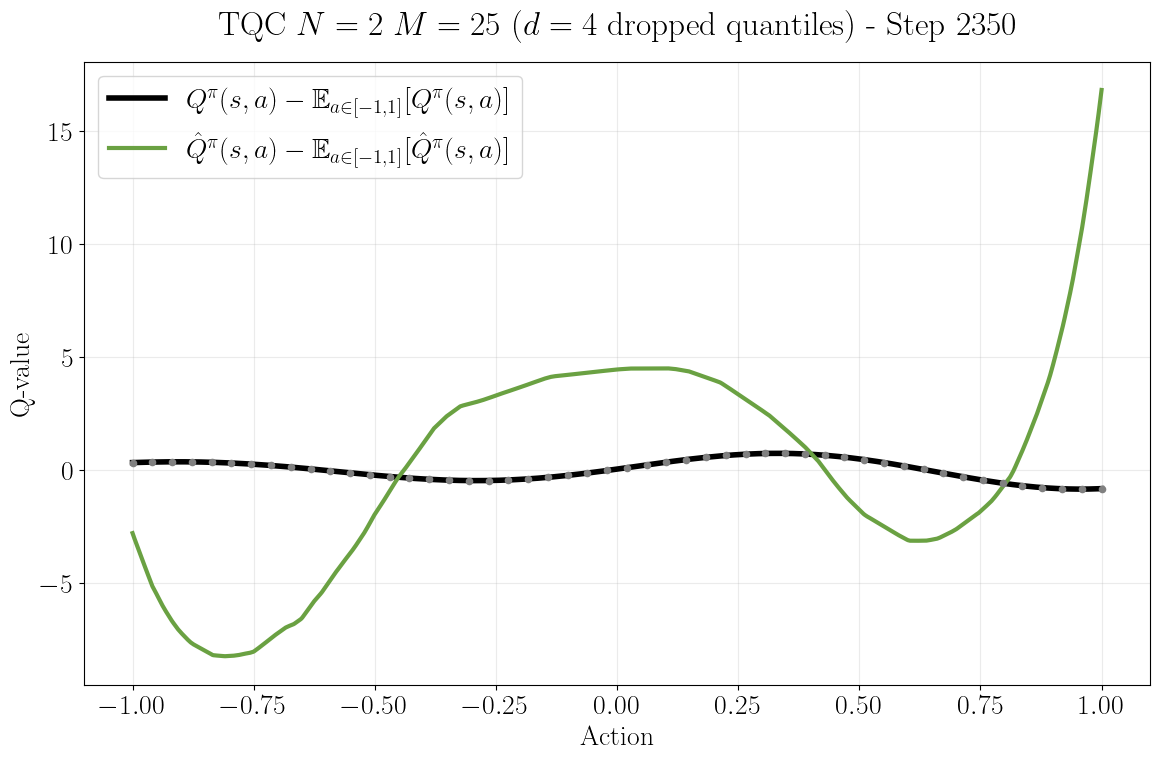 TQC N = 2 M = 25 (d = 4 dropped quantiles) - Step 2350
Q^π(s, a) − 𝔼_{a∈[−1,1]}[Q^π(s, a)]
Q̂^π(s, a) − 𝔼_{a∈[−1,1]}[Q̂^π(s, a)]
15
10
5
0
−5
Q-value
−1.00 −0.75 −0.50 −0.25 0.00 0.25 0.50 0.75 1.00
Action